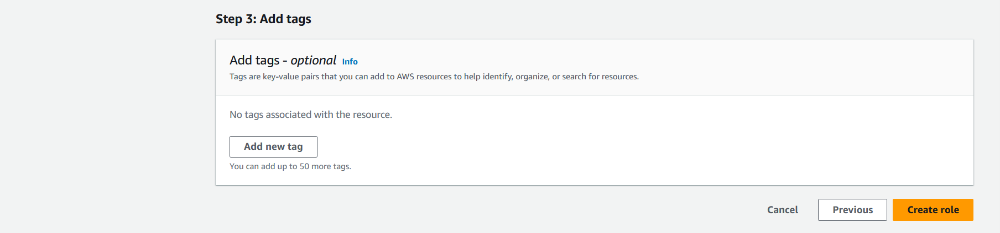 Step 3: Add tags
Add tags - optional Info
Tags are key-value pairs that you can add to AWS resources to help identify, organize, or search for resources.
No tags associated with the resource.
Add new tag
You can add up to 50 more tags.
Cancel Previous Create role